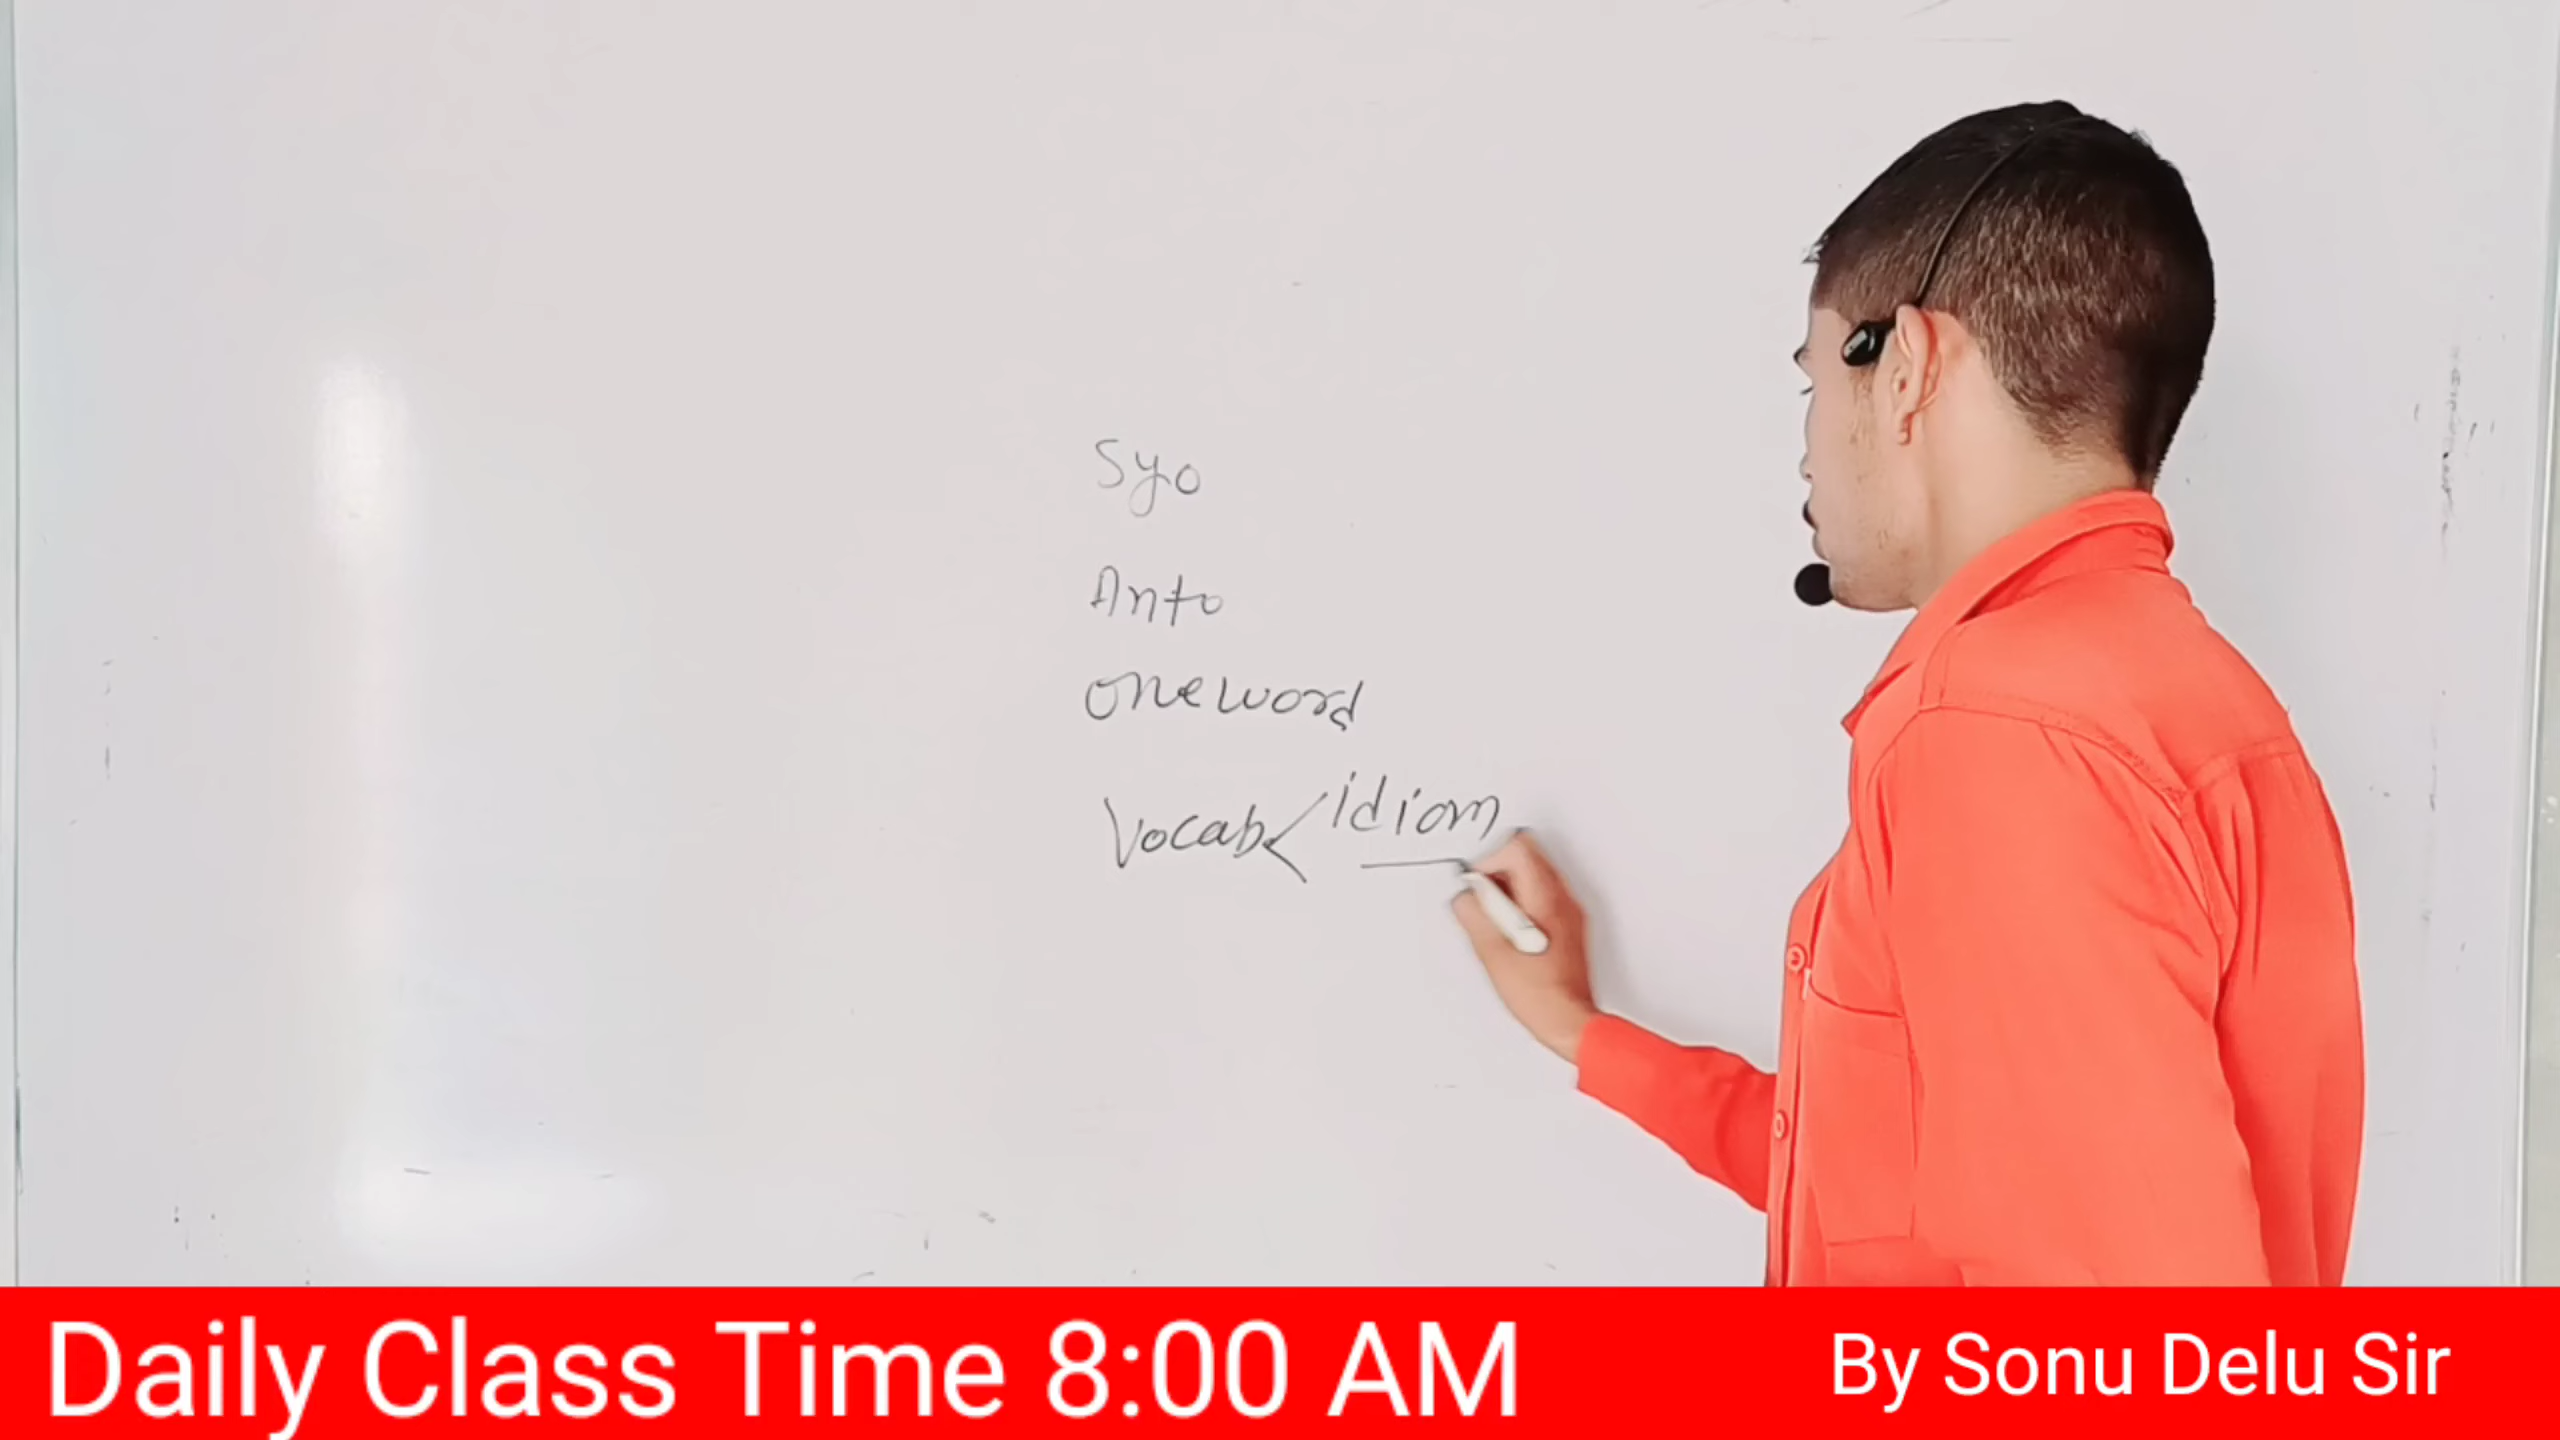 Syo
Anto
oneword
Vocab< idiom
Daily Class Time 8:00 AM
By Sonu Delu Sir